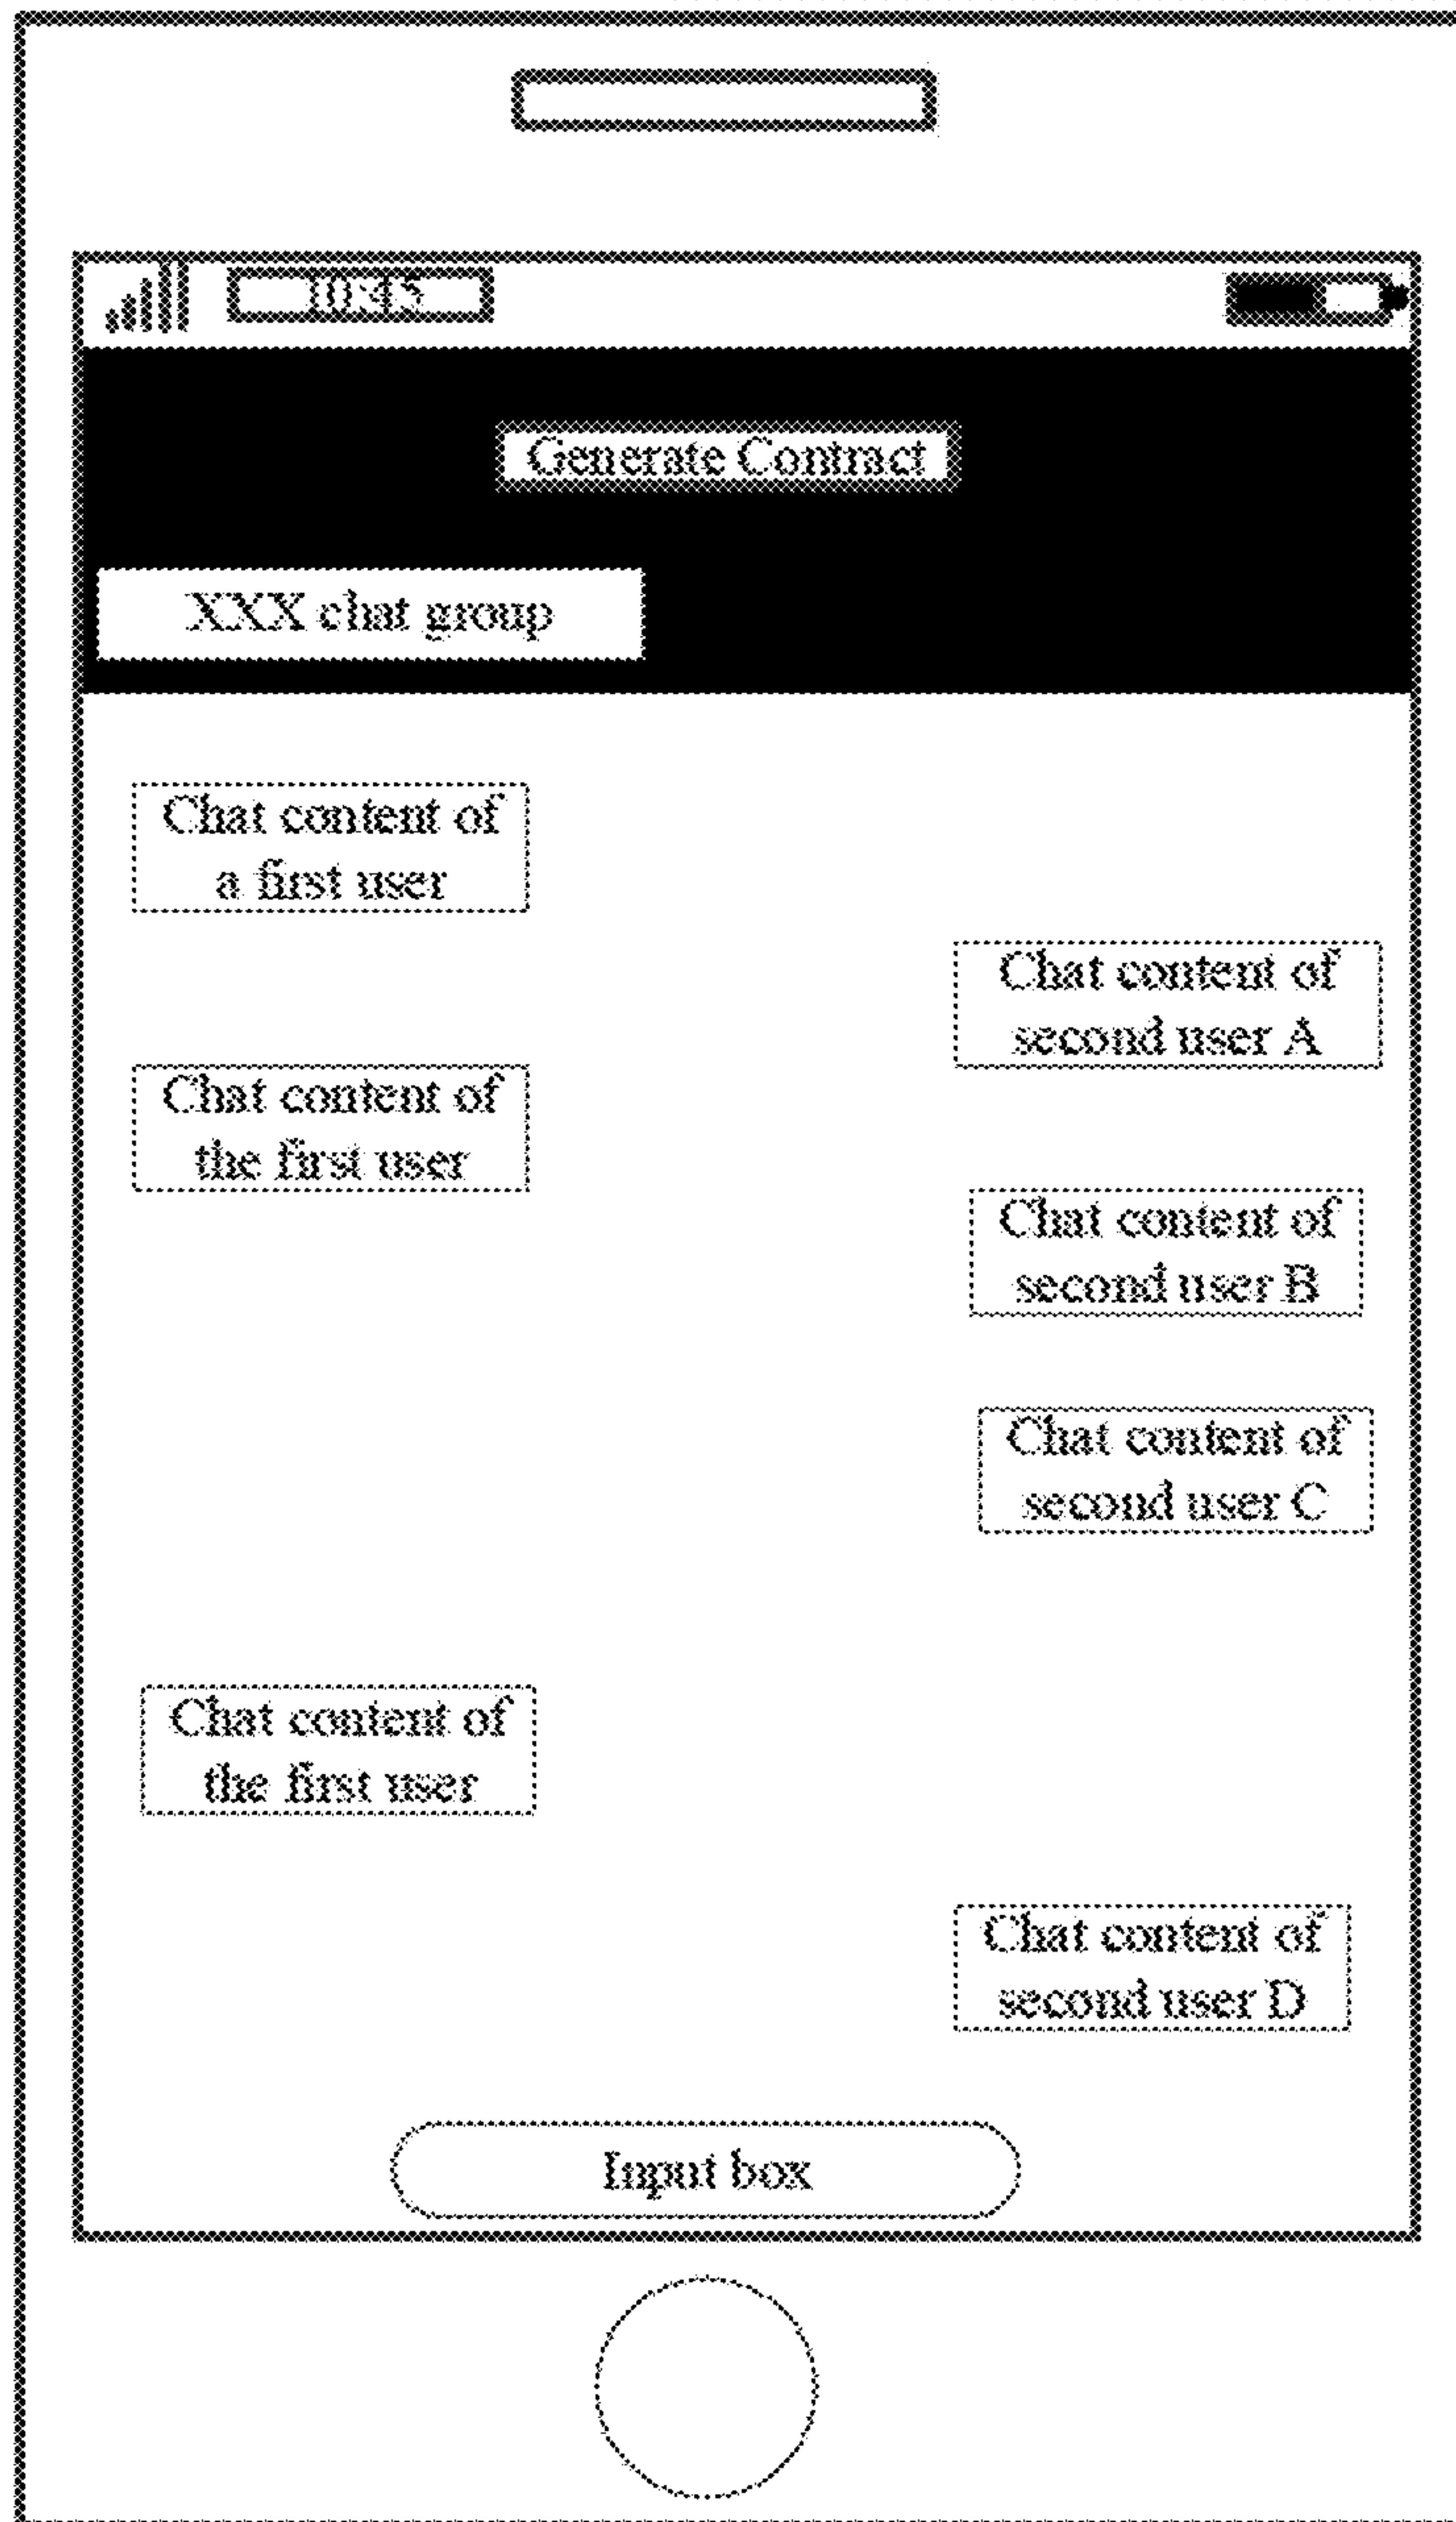 10:45
Generate Contract
XXX chat group
Chat content of
a first user
Chat content of
second user A
Chat content of
the first user
Chat content of
second user B
Chat content of
second user C
Chat content of
the first user
Chat content of
second user D
Input box